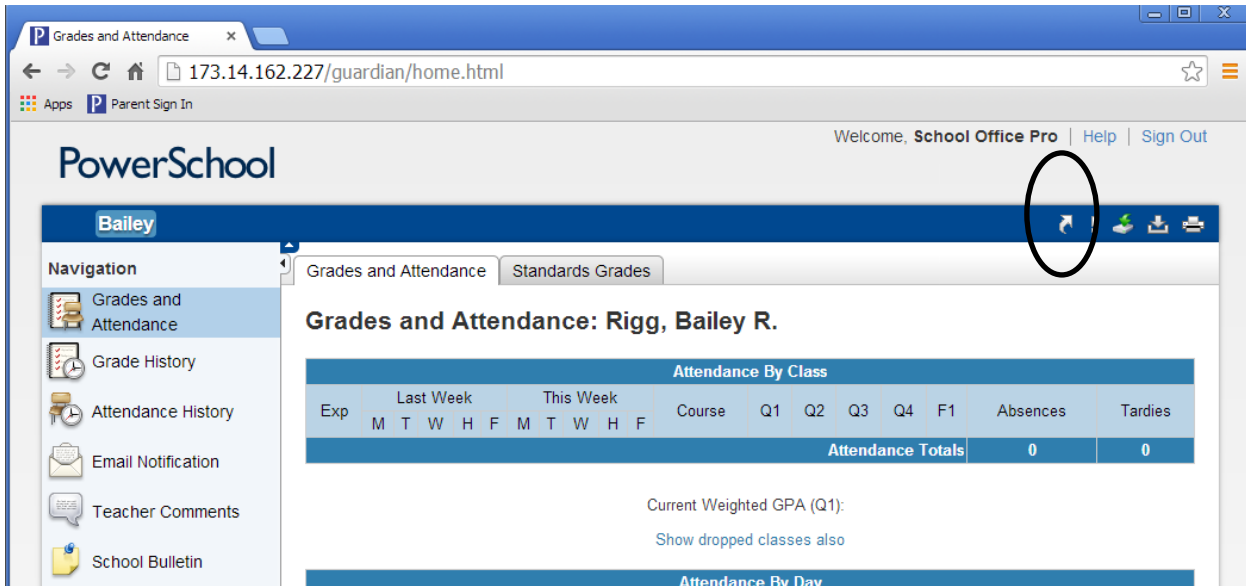 Grades and Attendance
173.14.162.227/guardian/home.html
Apps Parent Sign In
Welcome, School Office Pro | Help | Sign Out
PowerSchool
Bailey
Navigation
Grades and
Attendance
Grade History
Attendance History
Email Notification
Teacher Comments
School Bulletin
Grades and Attendance Standards Grades
Grades and Attendance: Rigg, Bailey R.
Attendance By Class
Exp Last Week This Week Course Q1 Q2 Q3 Q4 F1 Absences Tardies
M T W H F M T W H F
Attendance Totals 0 0
Current Weighted GPA (Q1):
Show dropped classes also
Attendance By Day